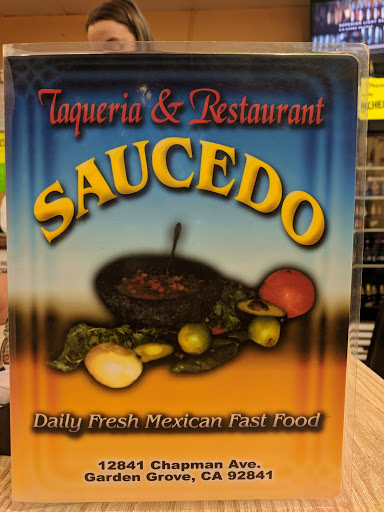 Taqueria & Restaurant
SAUCEDO
Daily Fresh Mexican Fast Food
12841 Chapman Ave.
Garden Grove, CA 92841